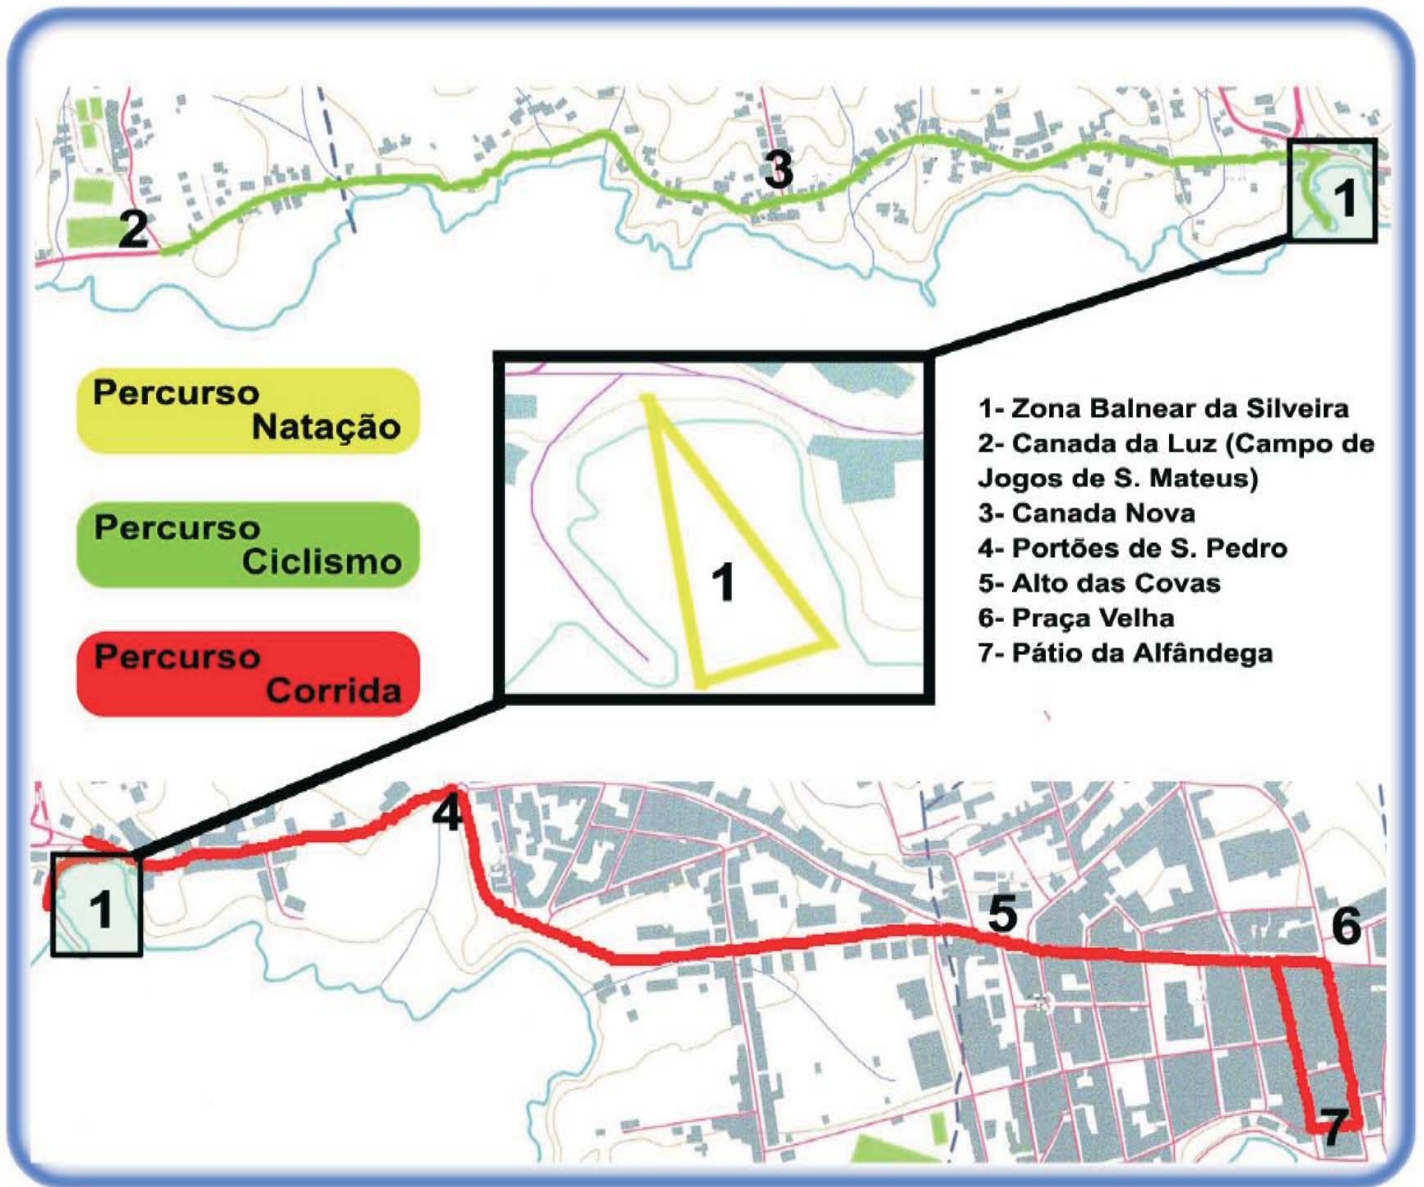 2
3
1
Percurso
Natação
Percurso
Ciclismo
Percurso
Corrida
1
1- Zona Balnear da Silveira
2- Canada da Luz (Campo de
Jogos de S. Mateus)
3- Canada Nova
4- Portões de S. Pedro
5- Alto das Covas
6- Praça Velha
7- Pátio da Alfândega
4
1
5
6
7